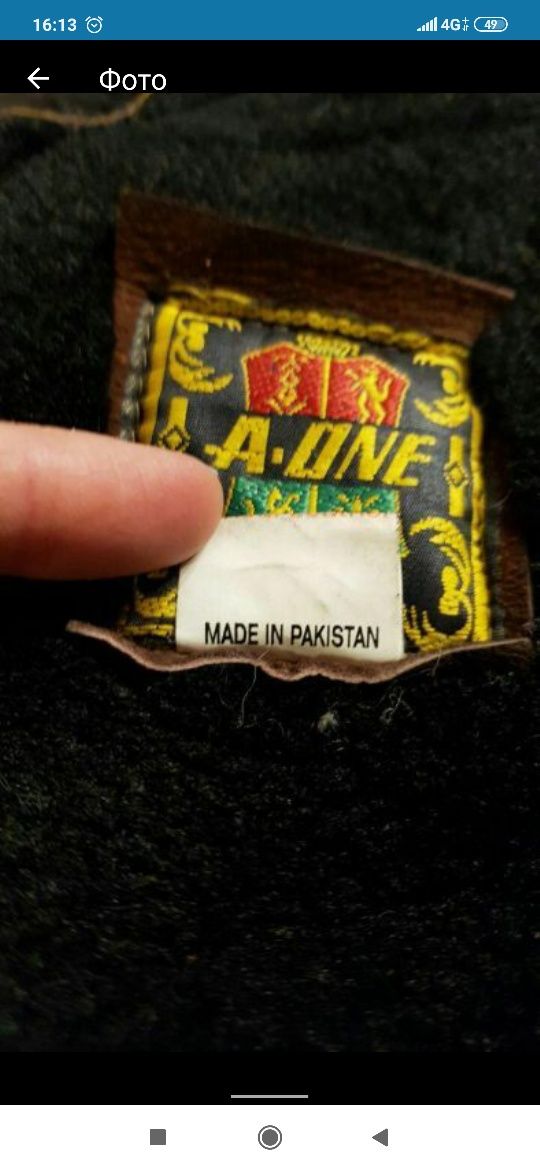 16:13
4G
49
Фото
A-ONE
MADE IN PAKISTAN